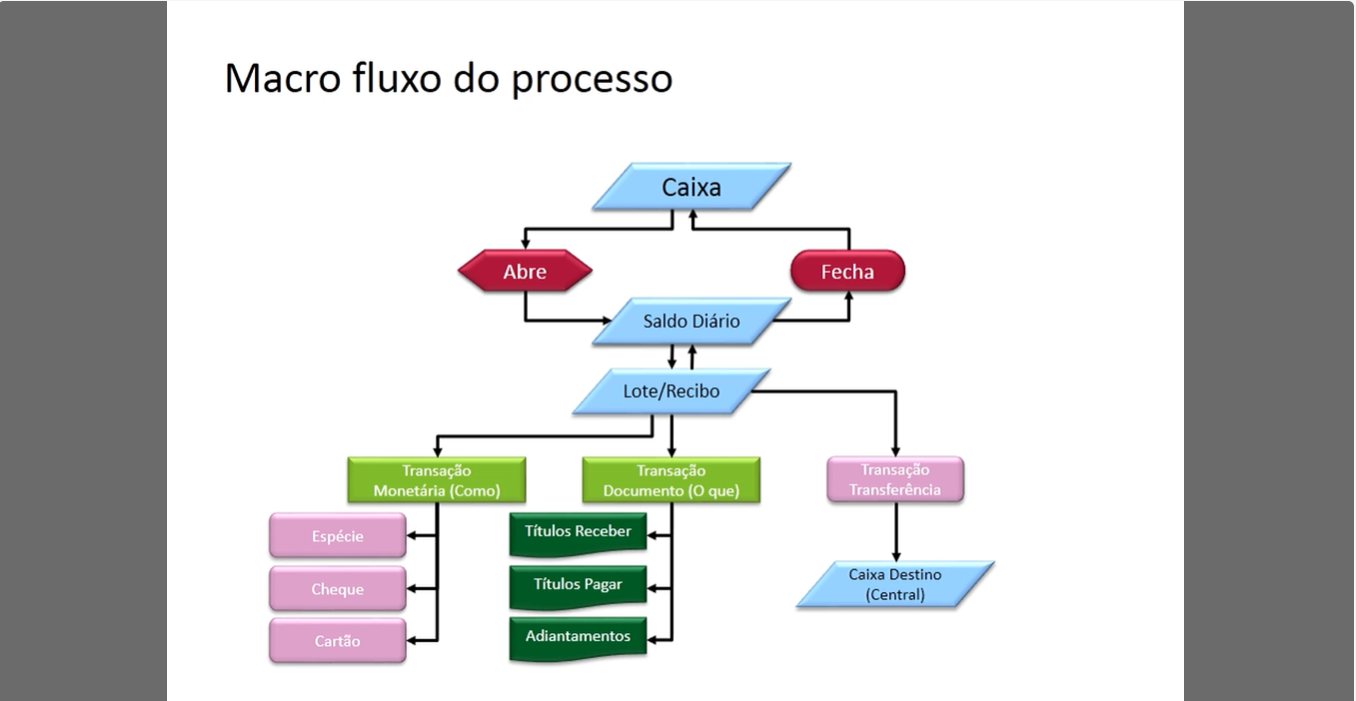 Macro fluxo do processo
Caixa
Abre
Fecha
Saldo Diário
Lote/Recibo
Transação
Monetária (Como)
Transação
Documento (O que)
Transação
Transferência
Espécie
Cheque
Cartão
Títulos Receber
Títulos Pagar
Adiantamentos
Caixa Destino
(Central)